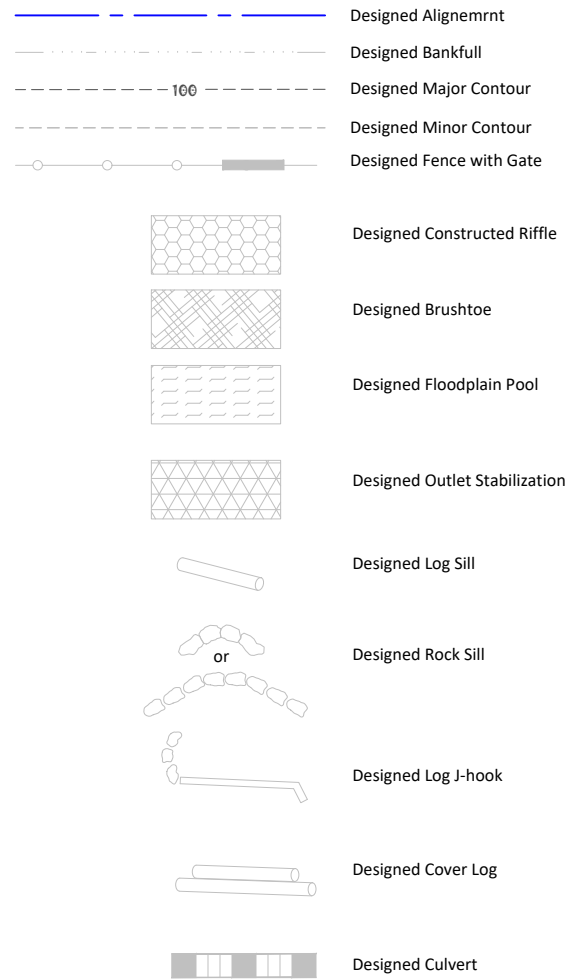 Designed Alignemrnt
Designed Bankfull
100
Designed Major Contour
Designed Minor Contour
Designed Fence with Gate
Designed Constructed Riffle
Designed Brushtoe
Designed Floodplain Pool
Designed Outlet Stabilization
Designed Log Sill
or
Designed Rock Sill
Designed Log J-hook
Designed Cover Log
Designed Culvert